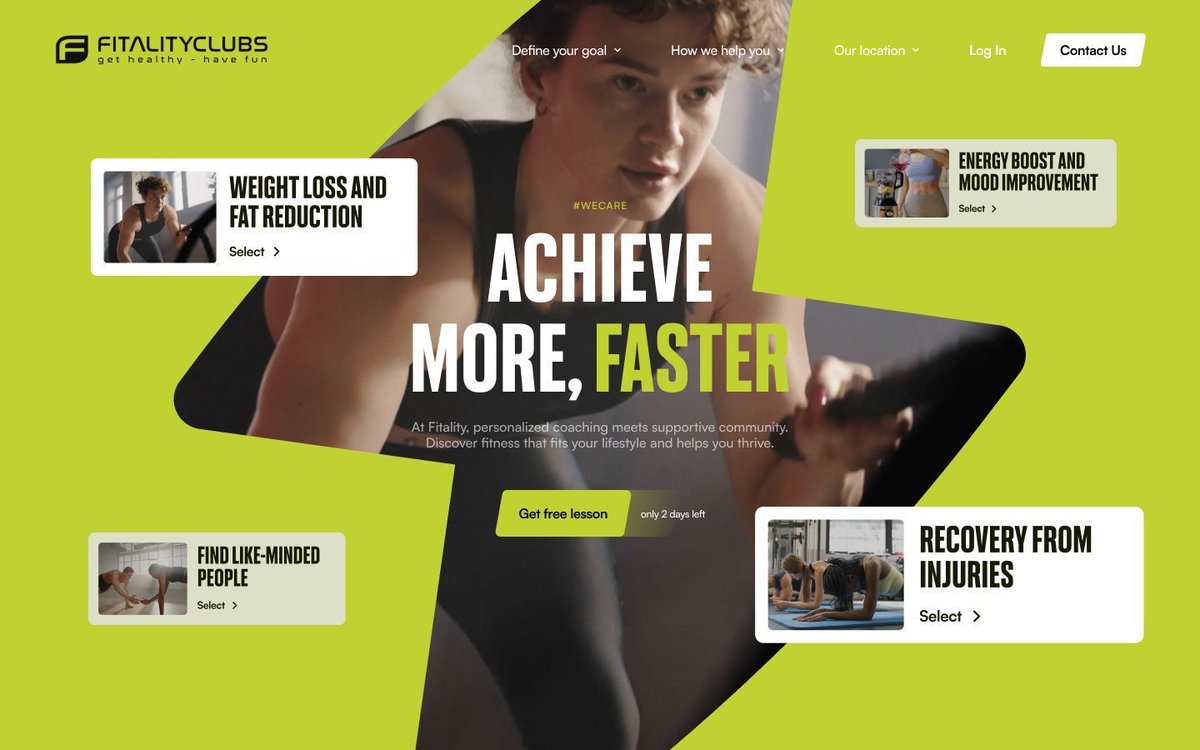 FITALITYCLUBS
get healthy - have fun
Define your goal
How we help you
Our location
Log In
Contact Us
WEIGHT LOSS AND
FAT REDUCTION
Select
ENERGY BOOST AND
MOOD IMPROVEMENT
Select
#WECARE
ACHIEVE
MORE, FASTER
At Fitality, personalized coaching meets supportive community.
Discover fitness that fits your lifestyle and helps you thrive.
Get free lesson
only 2 days left
FIND LIKE-MINDED
PEOPLE
Select
RECOVERY FROM
INJURIES
Select